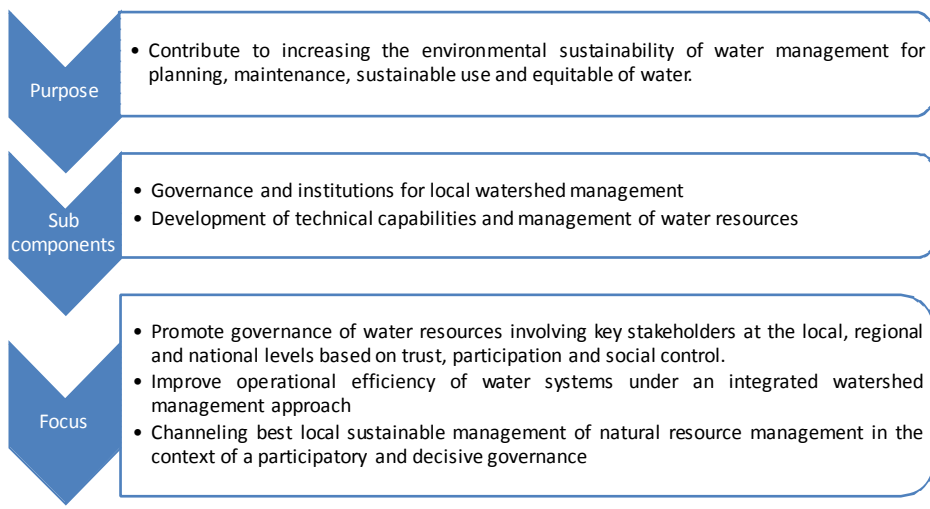 Purpose
• Contribute to increasing the environmental sustainability of water management for
planning, maintenance, sustainable use and equitable of water.
Sub
components
• Governance and institutions for local watershed management
• Development of technical capabilities and management of water resources
Focus
• Promote governance of water resources involving key stakeholders at the local, regional
and national levels based on trust, participation and social control.
• Improve operational efficiency of water systems under an integrated watershed
management approach
• Channeling best local sustainable management of natural resource management in the
context of a participatory and decisive governance